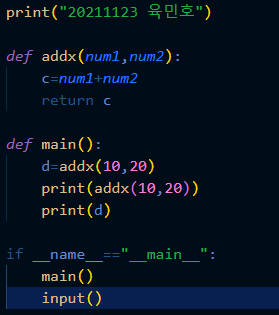 print("20211123 육민호")
def addx(num1,num2):
    c=num1+num2
    return c
def main():
    d=addx(10,20)
    print(addx(10,20))
    print(d)
if __name__=="__main__":
    main()
    input()